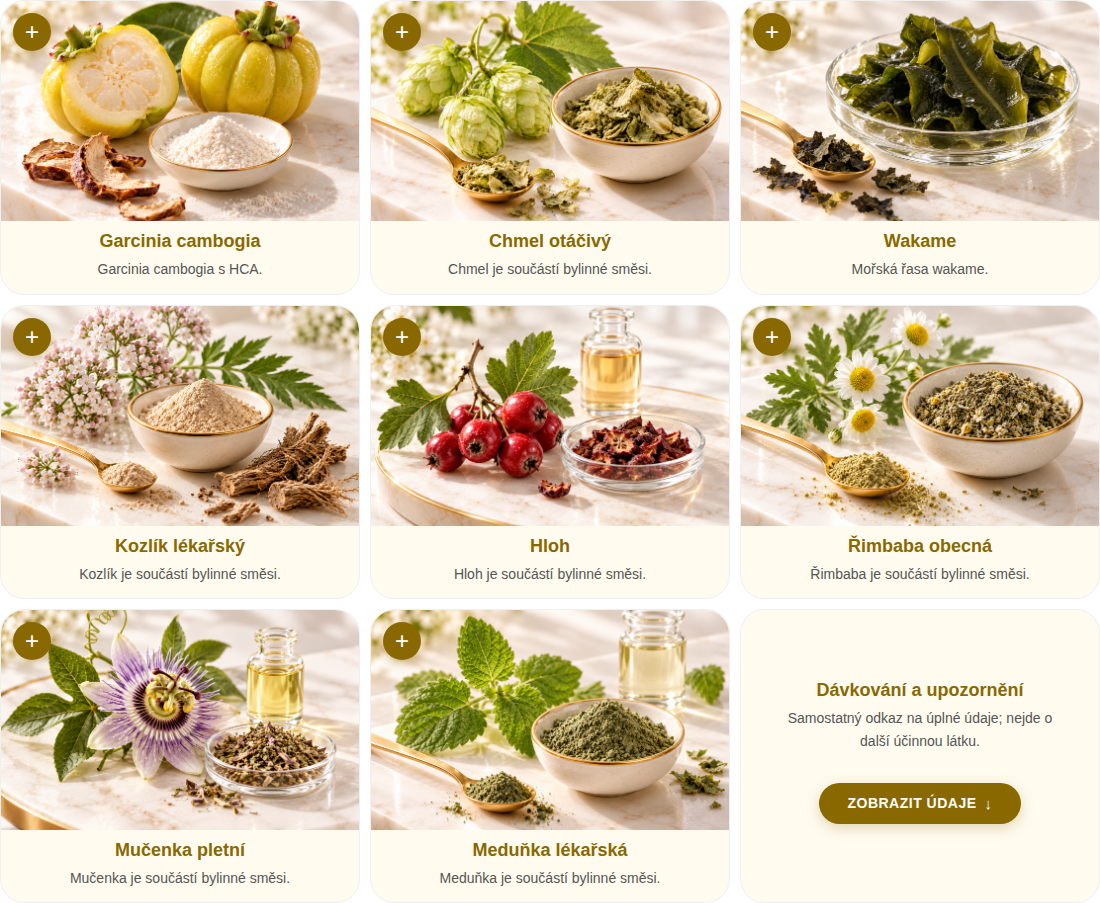 +
+
+
Garcinia cambogia
Garcinia cambogia s HCA.
Chmel otáčivý
Chmel je součástí bylinné směsi.
Wakame
Mořská řasa wakame.
+
+
+
Kozlík lékařský
Kozlík je součástí bylinné směsi.
Hloh
Hloh je součástí bylinné směsi.
Řimbaba obecná
Řimbaba je součástí bylinné směsi.
+
+
Mučenka pletní
Mučenka je součástí bylinné směsi.
Meduňka lékařská
Meduňka je součástí bylinné směsi.
Dávkování a upozornění
Samostatný odkaz na úplné údaje; nejde o
další účinnou látku.
ZOBRAZIT ÚDAJE ↓